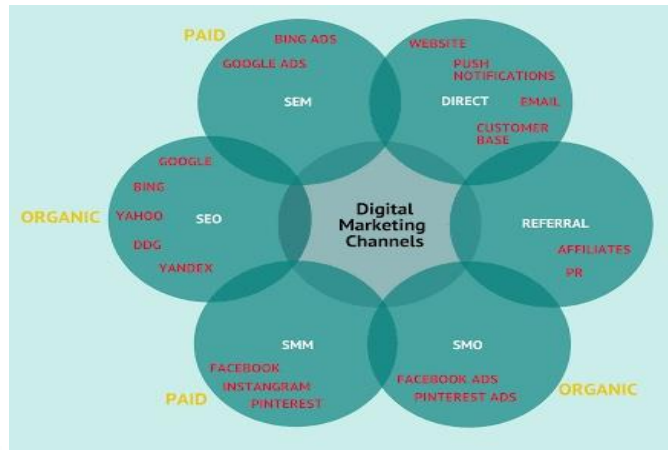 PAID
BING ADS
GOOGLE ADS
SEM
WEBSITE
PUSH
NOTIFICATIONS
DIRECT
EMAIL
CUSTOMER
BASE
ORGANIC
GOOGLE
BING
YAHOO
SEO
DDG
YANDEX
Digital
Marketing
Channels
REFERRAL
AFFILIATES
PR
SMM
FACEBOOK
INSTANGRAM
PINTEREST
PAID
SMO
FACEBOOK ADS
PINTEREST ADS
ORGANIC